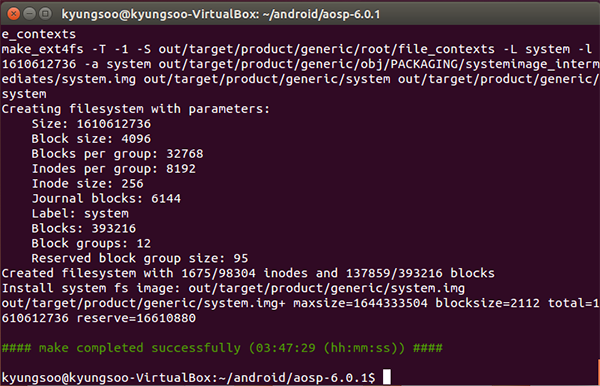 kyungsoo@kyungsoo-VirtualBox: ~/android/aosp-6.0.1
e_contexts
make_ext4fs -T -1 -S out/target/product/generic/root/file_contexts -L system -l
1610612736 -a system out/target/product/generic/obj/PACKAGING/systemimage_interm
ediates/system.img out/target/product/generic/system out/target/product/generic/
system
Creating filesystem with parameters:
    Size: 1610612736
    Block size: 4096
    Blocks per group: 32768
    Inodes per group: 8192
    Inode size: 256
    Journal blocks: 6144
    Label: system
    Blocks: 393216
    Block groups: 12
    Reserved block group size: 95
Created filesystem with 1675/98304 inodes and 137859/393216 blocks
Install system fs image: out/target/product/generic/system.img
out/target/product/generic/system.img+ maxsize=1644333504 blocksize=2112 total=1
610612736 reserve=16610880
#### make completed successfully (03:47:29 (hh:mm:ss)) ####
kyungsoo@kyungsoo-VirtualBox:~/android/aosp-6.0.1$